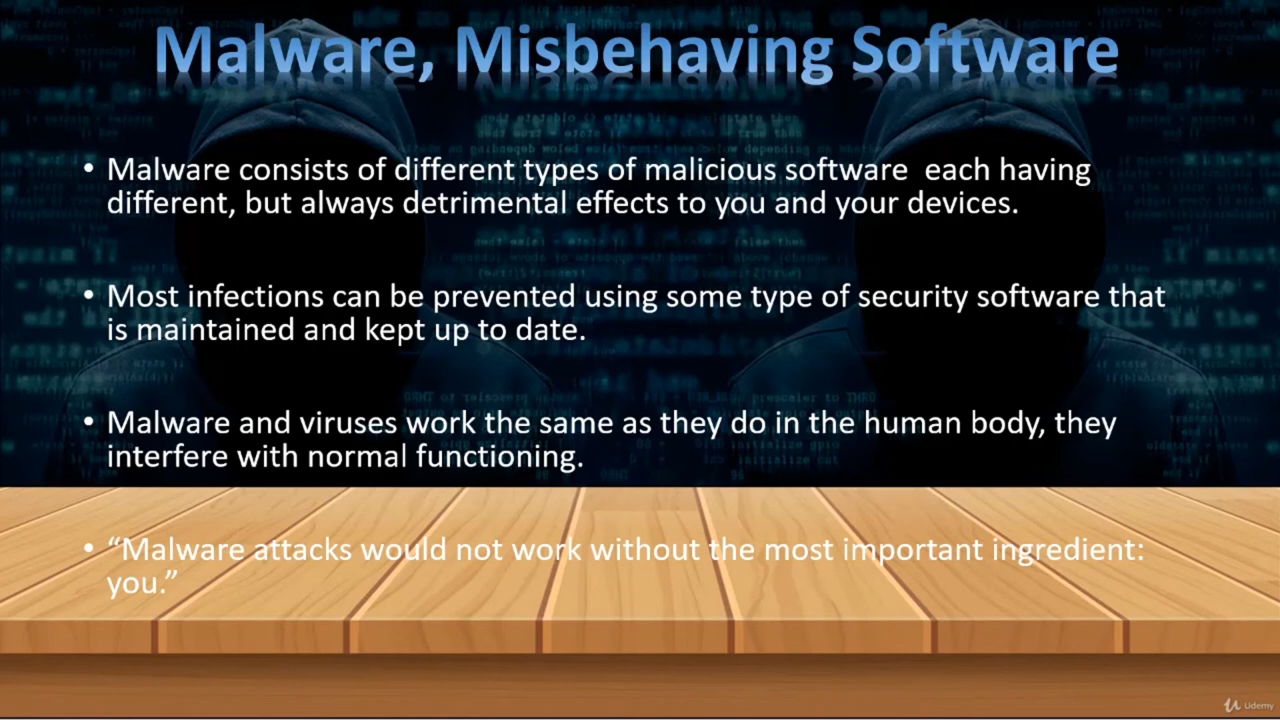 Malware, Misbehaving Software
• Malware consists of different types of malicious software  each having
different, but always detrimental effects to you and your devices.
• Most infections can be prevented using some type of security software that
is maintained and kept up to date.
• Malware and viruses work the same as they do in the human body, they
interfere with normal functioning.
• “Malware attacks would not work without the most important ingredient:
you.”
Udemy